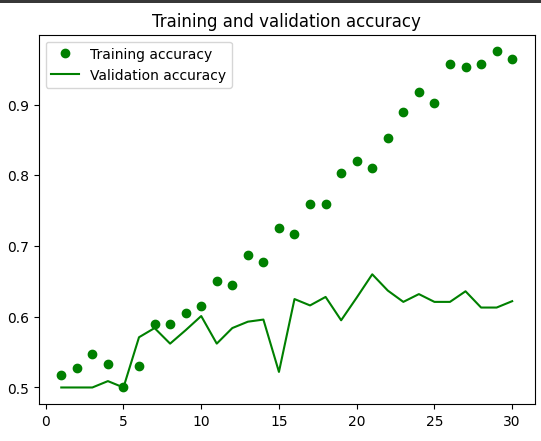 Training and validation accuracy
Training accuracy
Validation accuracy
0.9
0.8
0.7
0.6
0.5
0 5 10 15 20 25 30